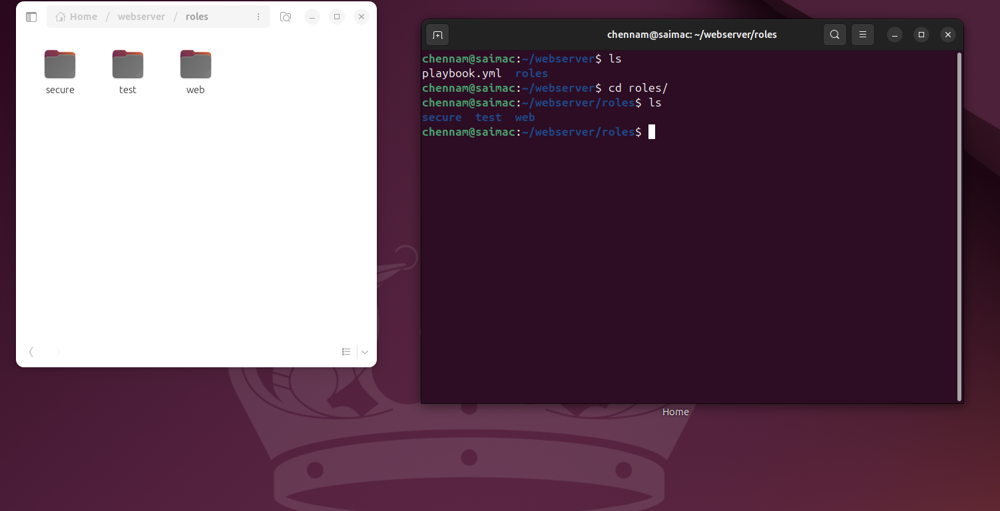 Home / webserver / roles
secure test web
chennam@saimac: ~/webserver/roles
chennam@saimac:~/webserver$ ls
playbook.yml roles
chennam@saimac:~/webserver$ cd roles/
chennam@saimac:~/webserver/roles$ ls
secure test web
chennam@saimac:~/webserver/roles$
Home